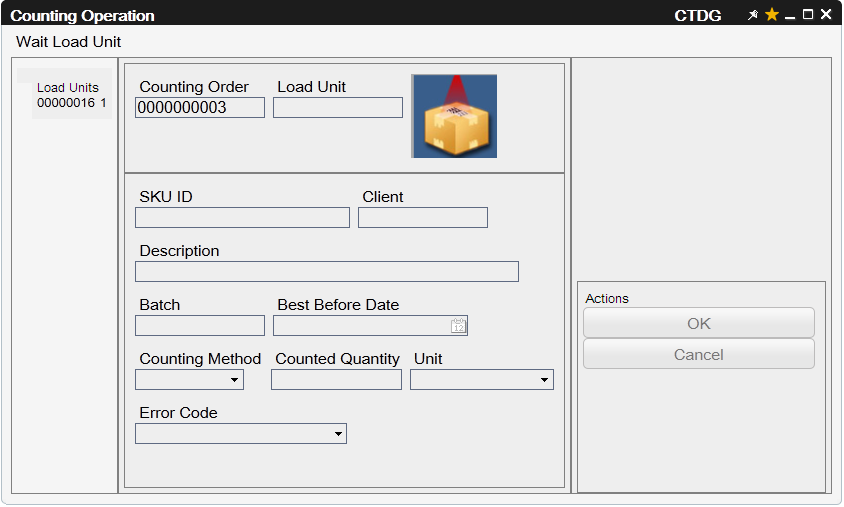 Counting Operation CTDG
Wait Load Unit
Load Units
00000016 1
Counting Order Load Unit
0000000003
SKU ID Client
Description
Batch Best Before Date
12
Counting Method Counted Quantity Unit
Error Code
Actions
OK
Cancel